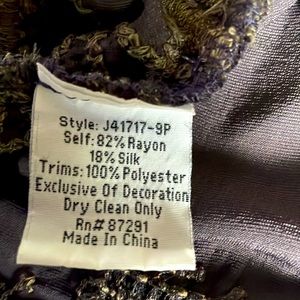 Style: J41717-9P
Self: 82% Rayon
18% Silk
Trims: 100% Polyester
Exclusive Of Decoration
Dry Clean Only
Rn# 87291
Made In China